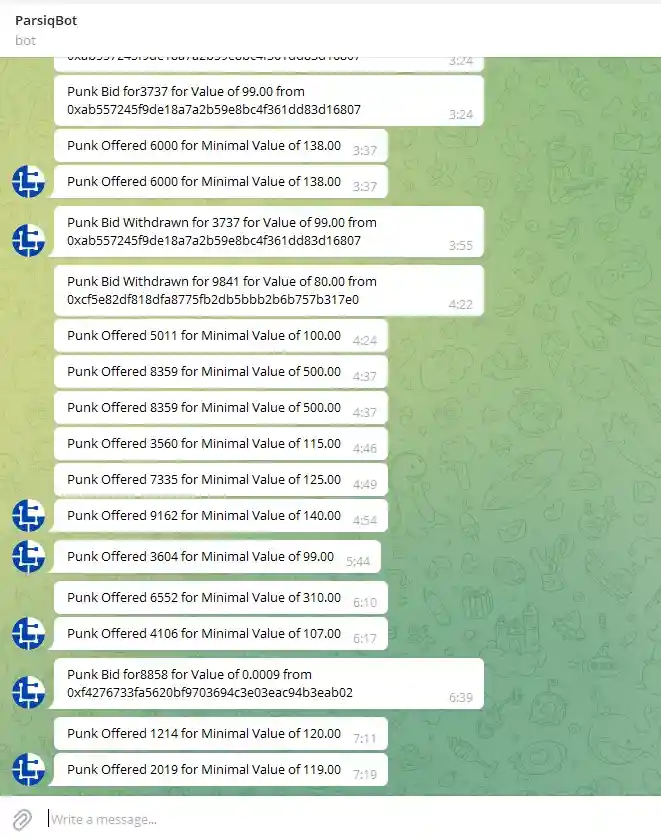 ParsiqBot
bot
0xab557245f9de18a7a2b59e8bc4f361dd83d16807
3:24
Punk Bid for3737 for Value of 99.00 from
0xab557245f9de18a7a2b59e8bc4f361dd83d16807
3:24
Punk Offered 6000 for Minimal Value of 138.00
3:37
Punk Offered 6000 for Minimal Value of 138.00
3:37
Punk Bid Withdrawn for 3737 for Value of 99.00 from
0xab557245f9de18a7a2b59e8bc4f361dd83d16807
3:55
Punk Bid Withdrawn for 9841 for Value of 80.00 from
0xcf5e82df818dfa8775fb2db5bbb2b6b757b317e0
4:22
Punk Offered 5011 for Minimal Value of 100.00
4:24
Punk Offered 8359 for Minimal Value of 500.00
4:37
Punk Offered 8359 for Minimal Value of 500.00
4:37
Punk Offered 3560 for Minimal Value of 115.00
4:46
Punk Offered 7335 for Minimal Value of 125.00
4:49
Punk Offered 9162 for Minimal Value of 140.00
4:54
Punk Offered 3604 for Minimal Value of 99.00
5:44
Punk Offered 6552 for Minimal Value of 310.00
6:10
Punk Offered 4106 for Minimal Value of 107.00
6:17
Punk Bid for8858 for Value of 0.0009 from
0xf4276733fa5620bf9703694c3e03eac94b3eab02
6:39
Punk Offered 1214 for Minimal Value of 120.00
7:11
Punk Offered 2019 for Minimal Value of 119.00
7:19
Write a message...